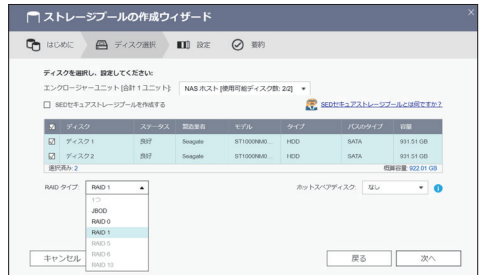 ストレージプールの作成ウィザード
はじめに ディスク選択 設定 要約
ディスクを選択し、設定してください:
エンクロージャーユニット [合計 1 ユニット]: NAS ホスト [使用可能ディスク数: 2/2]
SEDセキュアストレージプールを作成する SEDセキュアストレージプールとは何ですか?
ディスク ステータス 製造業者 モデル タイプ バスのタイプ 容量
ディスク 1 良好 Seagate ST1000NM0... HDD SATA 931.51 GB
ディスク 2 良好 Seagate ST1000NM0... HDD SATA 931.51 GB
選択済み: 2 概算容量: 922.01 GB
RAID タイプ: RAID 1 ホットスペアディスク: なし
JBOD
RAID 0
RAID 1
RAID 5
RAID 6
RAID 10
キャンセル 戻る 次へ